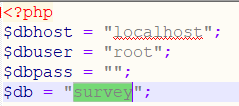 <?php
$dbhost = "localhost";
$dbuser = "root";
$dbpass = "";
$db = "survey";